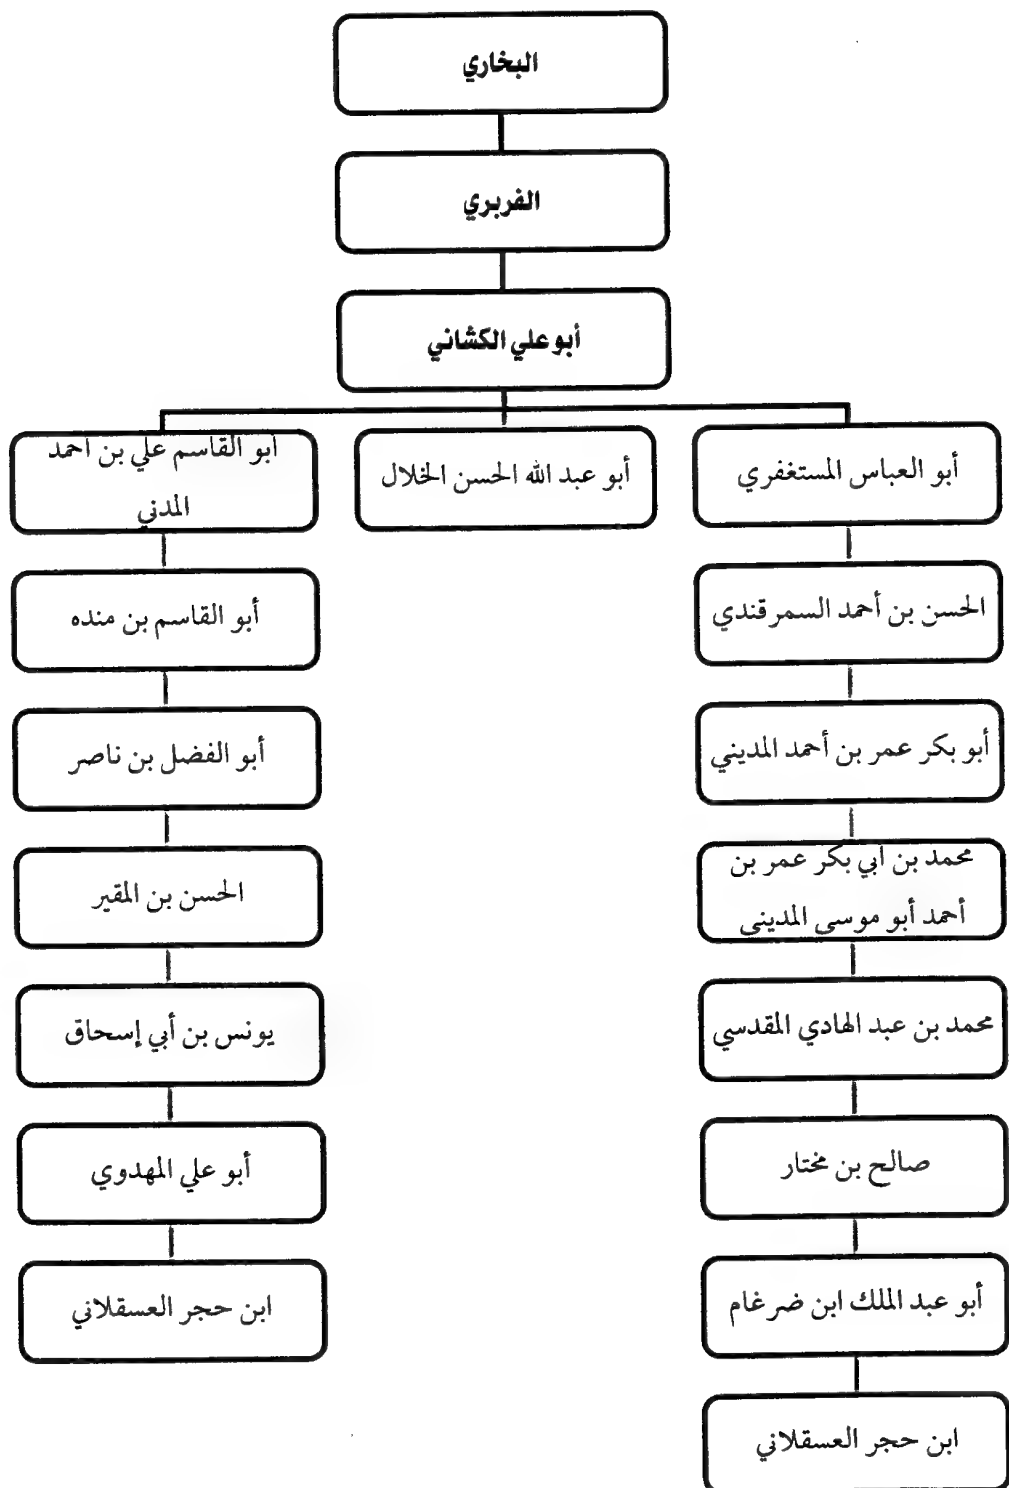 البخاري
الفربري
أبو علي الكشاني
أبو العباس المستغفري
الحسن بن أحمد السمرقندي
أبو بكر عمر بن أحمد المديني
محمد بن أبي بكر عمر بن
أحمد أبو موسى المديني
محمد بن عبد الهادي المقدسي
صالح بن مختار
أبو عبد الملك ابن ضرغام
ابن حجر العسقلاني
أبو عبد الله الحسن الخلال
أبو القاسم علي بن احمد
المدني
أبو القاسم بن منده
أبو الفضل بن ناصر
الحسن بن المقير
يونس بن أبي إسحاق
أبو علي المهدوي
ابن حجر العسقلاني